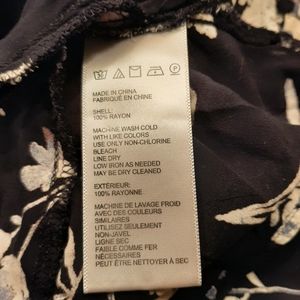 MADE IN CHINA
FABRIQUÉ EN CHINE
SHELL:
100% RAYON
MACHINE WASH COLD
WITH LIKE COLORS
USE ONLY NON-CHLORINE
BLEACH
LINE DRY
LOW IRON AS NEEDED
MAY BE DRY CLEANED
EXTÉRIEUR:
100% RAYONNE
MACHINE DE LAVAGE FROID
AVEC DES COULEURS
SIMILAIRES
UTILISEZ SEULEMENT
NON-JAVEL
LIGNE SEC
FAIBLE COMME FER
NÉCESSAIRES
PEUT ÊTRE NETTOYER À SEC